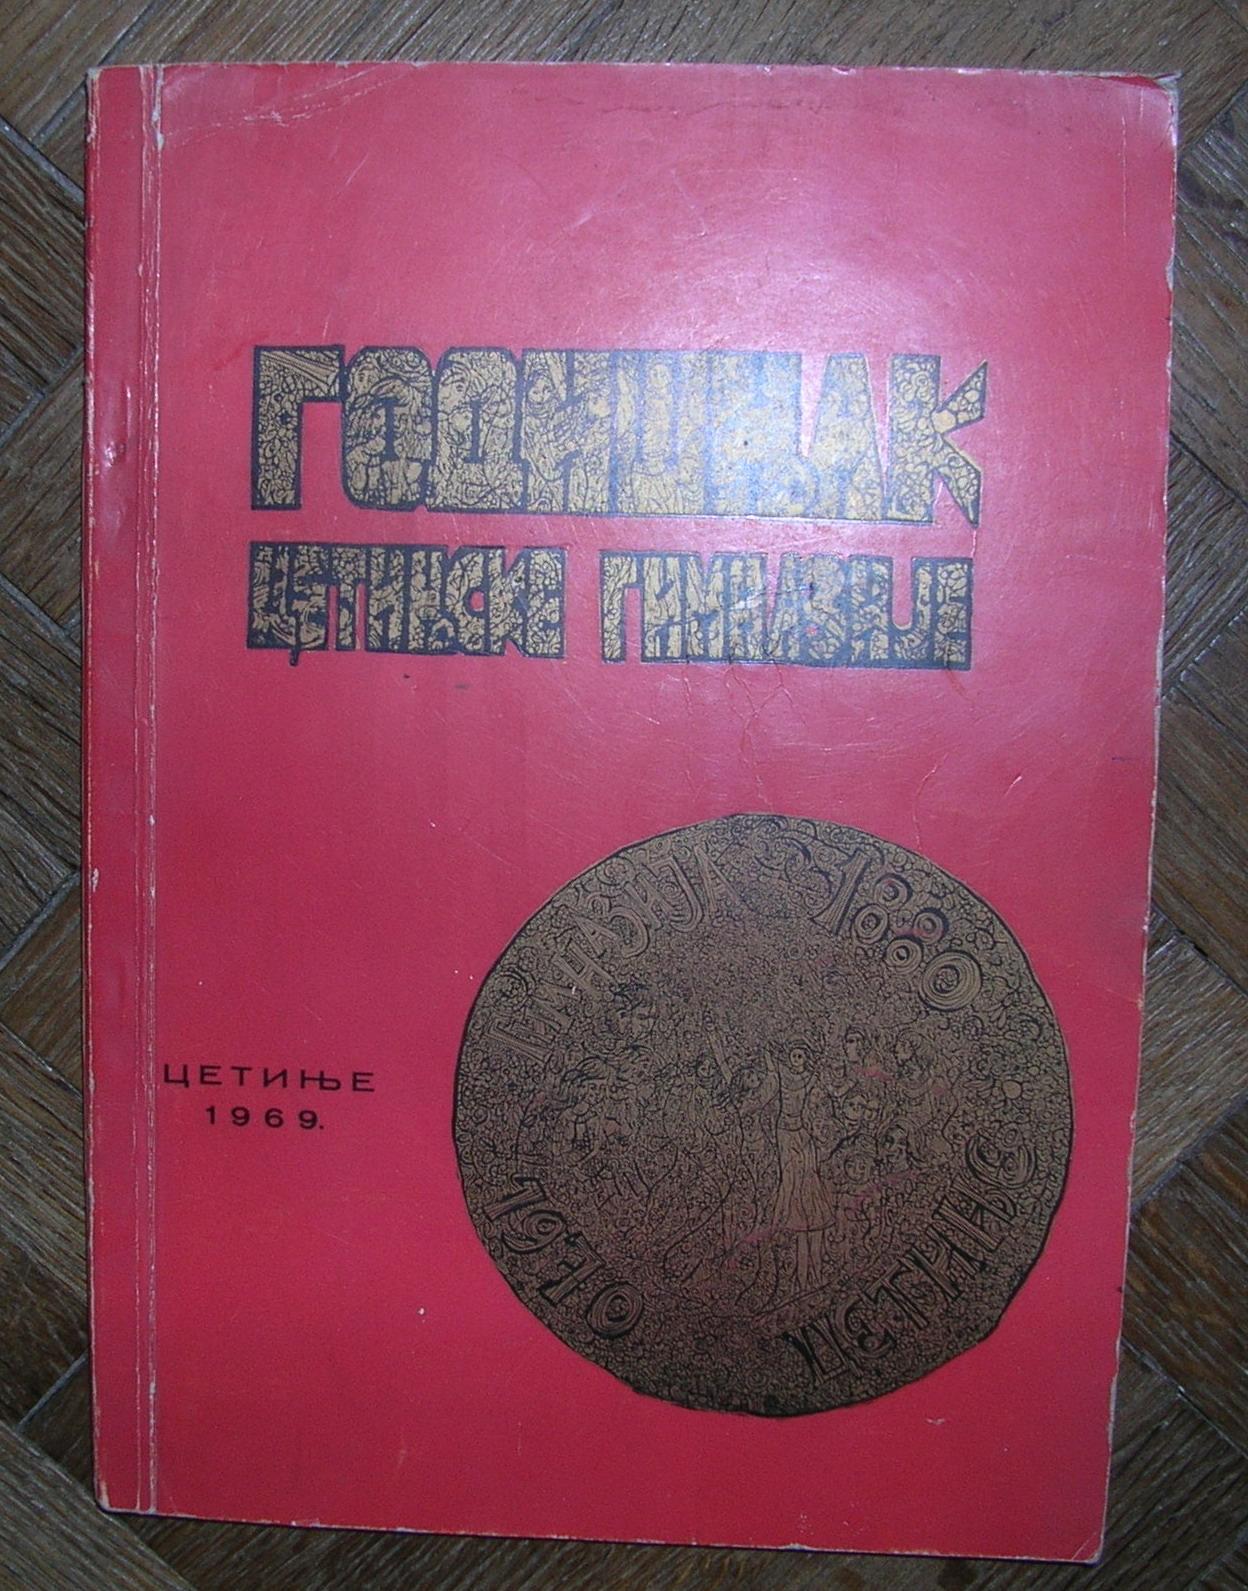 ГОДИШЊАК
ЦЕТИЊСКЕ ГИМНАЗИЈЕ
ГИМНАЗИЈА 1880
ЦЕТИЊЕ
1970
ЦЕТИЊЕ
1969.